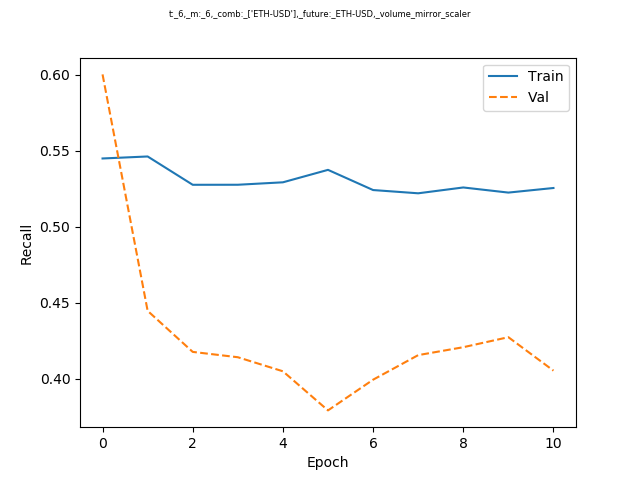 t:_6,_m:_6,_comb:_['ETH-USD'],_future:_ETH-USD,_volume_mirror_scaler
Train
Val
0.60
0.55
0.50
0.45
0.40
Recall
0 2 4 6 8 10
Epoch